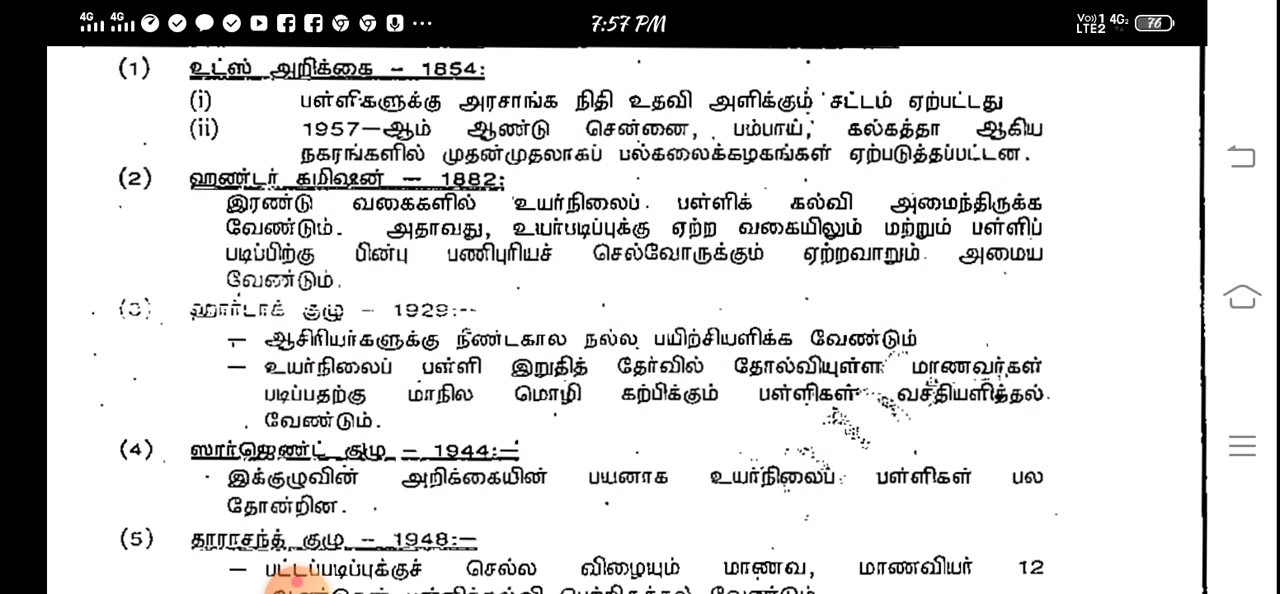 4G 4G 7:57 PM Vo)) 1 4G2 LTE2 76
(1) உட்ஸ் அறிக்கை – 1854:
(i) பள்ளிகளுக்கு அரசாங்க நிதி உதவி அளிக்கும் சட்டம் ஏற்பட்டது
(ii) 1957—ஆம் ஆண்டு சென்னை, பம்பாய், கல்கத்தா ஆகிய
நகரங்களில் முதன்முதலாகப் பல்கலைக்கழகங்கள் ஏற்படுத்தப்பட்டன.
(2) ஹண்டர் கமிஷன் – 1882:
இரண்டு வகைகளில் உயர்நிலைப் பள்ளிக் கல்வி அமைந்திருக்க
வேண்டும். அதாவது, உயர்படிப்புக்கு ஏற்ற வகையிலும் மற்றும் பள்ளிப்
படிப்பிற்கு பின்பு பணிபுரியச் செல்வோருக்கும் ஏற்றவாறும் அமைய
வேண்டும்.
(3) ஹார்டாக் குழு – 1929:--
— ஆசிரியர்களுக்கு நீண்டகால நல்ல பயிற்சியளிக்க வேண்டும்
— உயர்நிலைப் பள்ளி இறுதித் தேர்வில் தோல்வியுள்ள மாணவர்கள்
படிப்பதற்கு மாநில மொழி கற்பிக்கும் பள்ளிகள் வசதியளித்தல்
வேண்டும்.
(4) ஸார்ஜெண்ட் குழு – 1944:–
இக்குழுவின் அறிக்கையின் பயனாக உயர்நிலைப் பள்ளிகள் பல
தோன்றின.
(5) தாராசந்த் குழு – 1948:—
— பட்டப்படிப்புக்குச் செல்ல விழையும் மாணவ, மாணவியர் 12
வேண்டும்